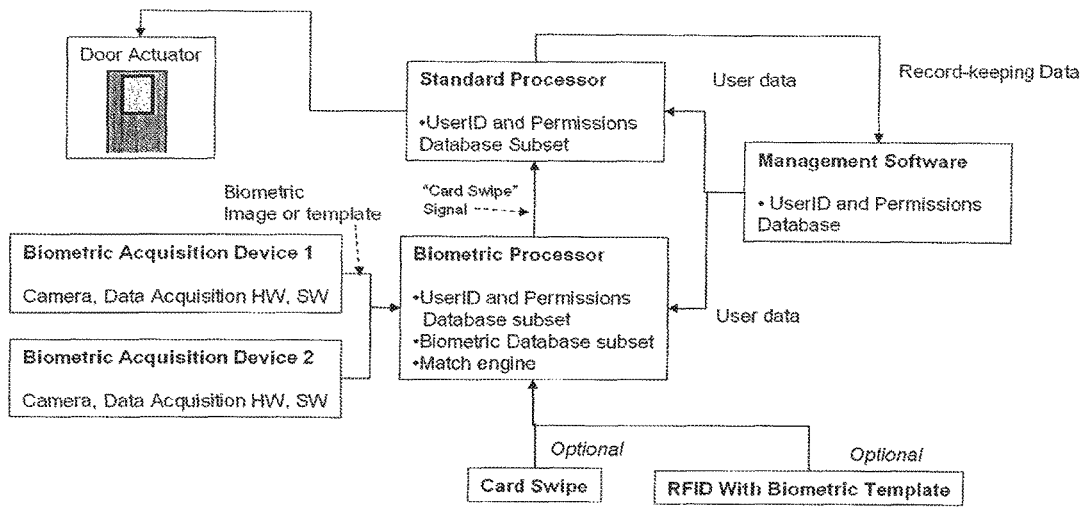 Door Actuator
Standard Processor
•UserID and Permissions
Database Subset
User data
Record-keeping Data
Management Software
• UserID and Permissions
Database
"Card Swipe"
Signal
Biometric
Image or template
Biometric Acquisition Device 1
Camera, Data Acquisition HW, SW
Biometric Acquisition Device 2
Camera, Data Acquisition HW, SW
Biometric Processor
•UserID and Permissions
Database subset
•Biometric Database subset
•Match engine
User data
Optional
Card Swipe
Optional
RFID With Biometric Template